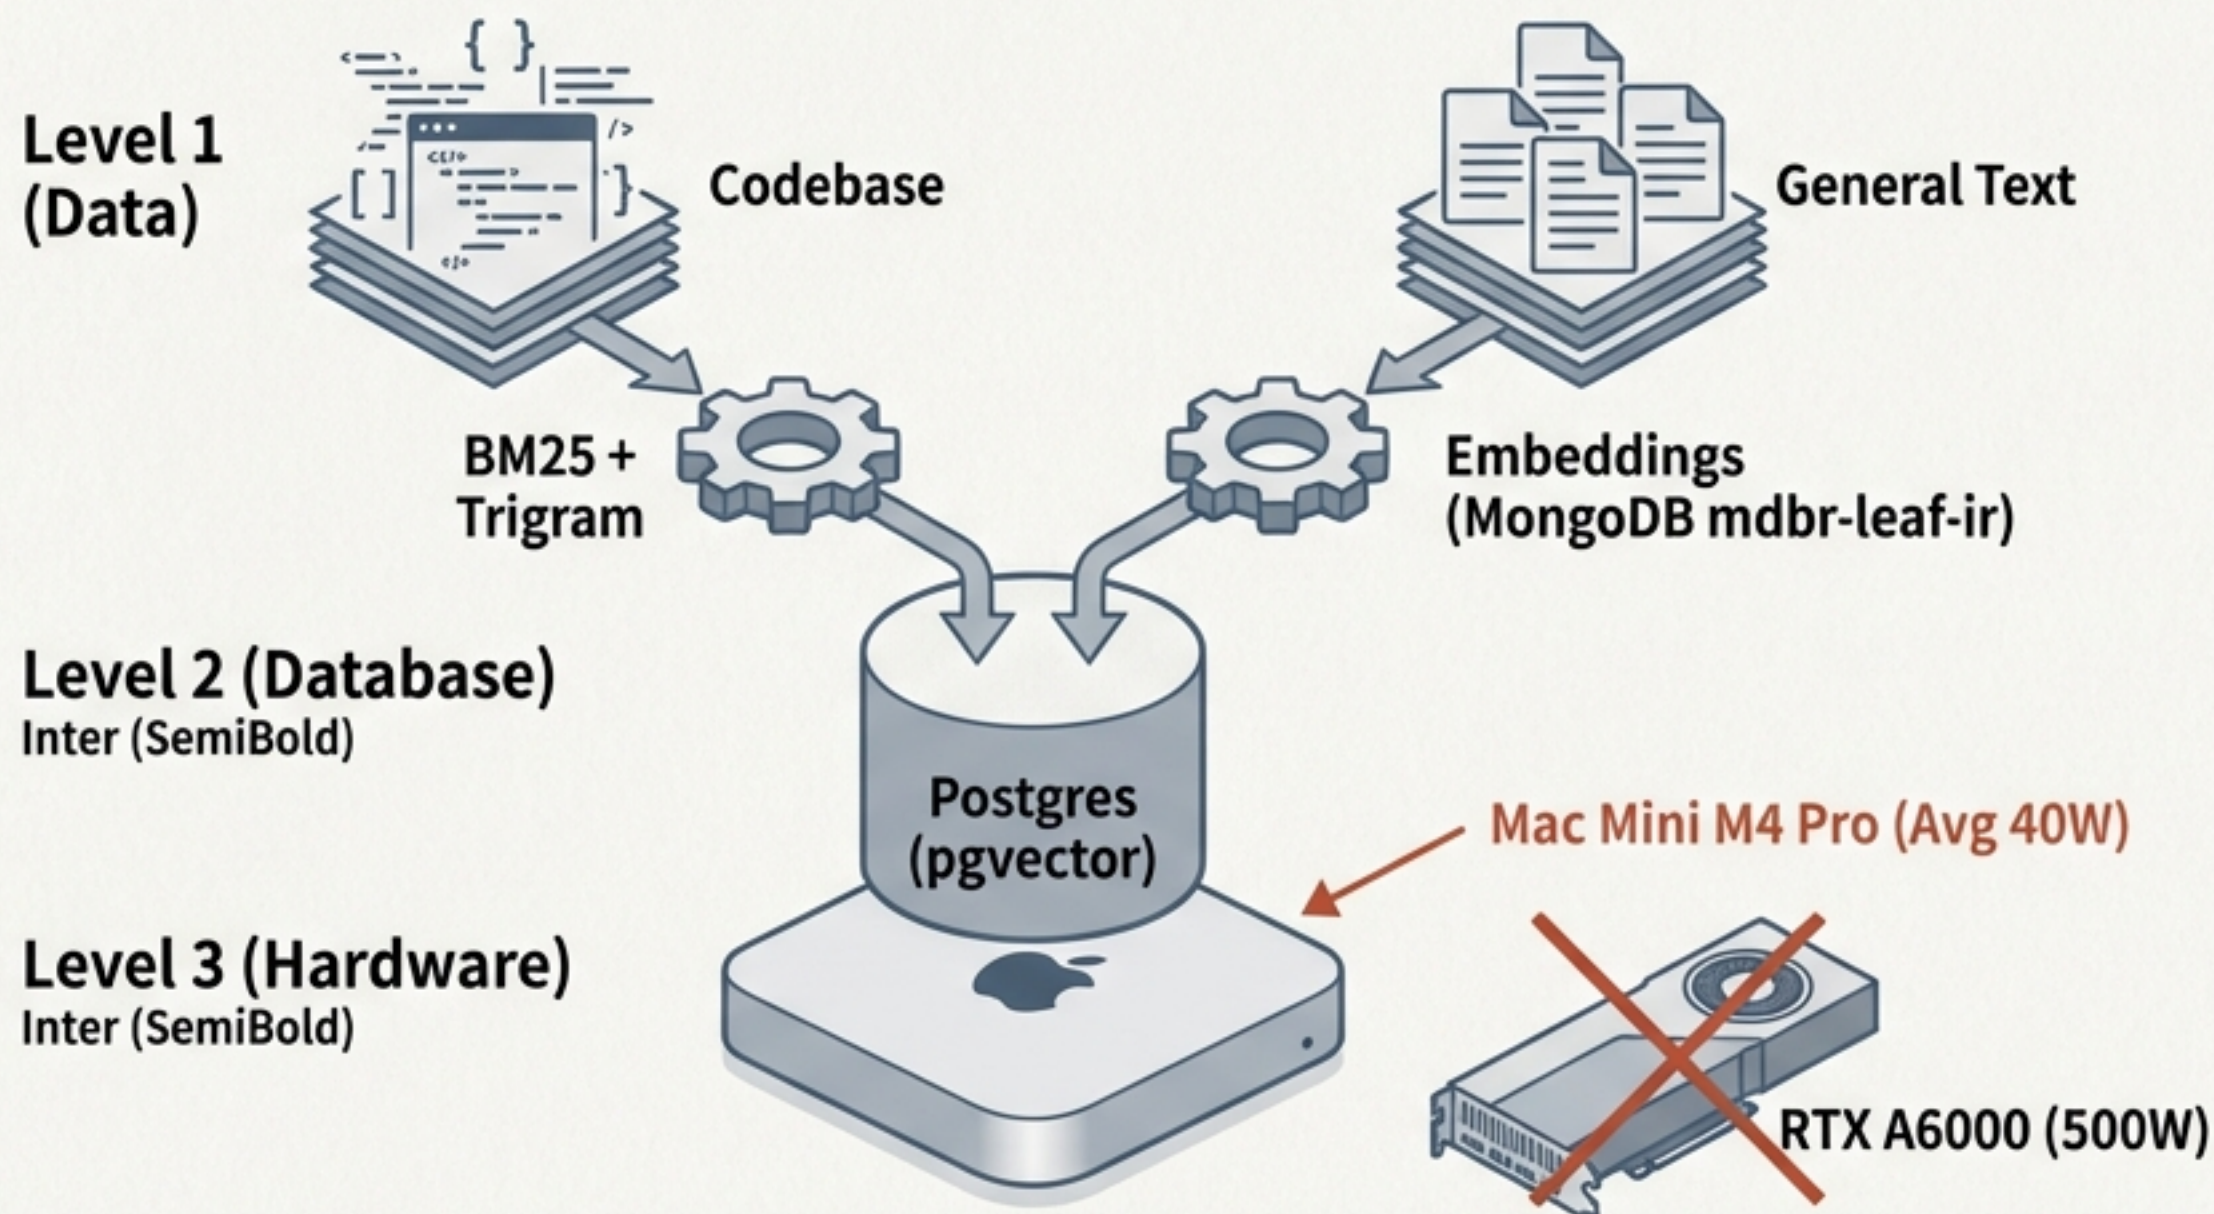 Level 1
(Data)
Codebase
General Text
BM25 +
Trigram
Embeddings
(MongoDB mdbr-leaf-ir)
Level 2 (Database)
Inter (SemiBold)
Postgres
(pgvector)
Mac Mini M4 Pro (Avg 40W)
Level 3 (Hardware)
Inter (SemiBold)
RTX A6000 (500W)